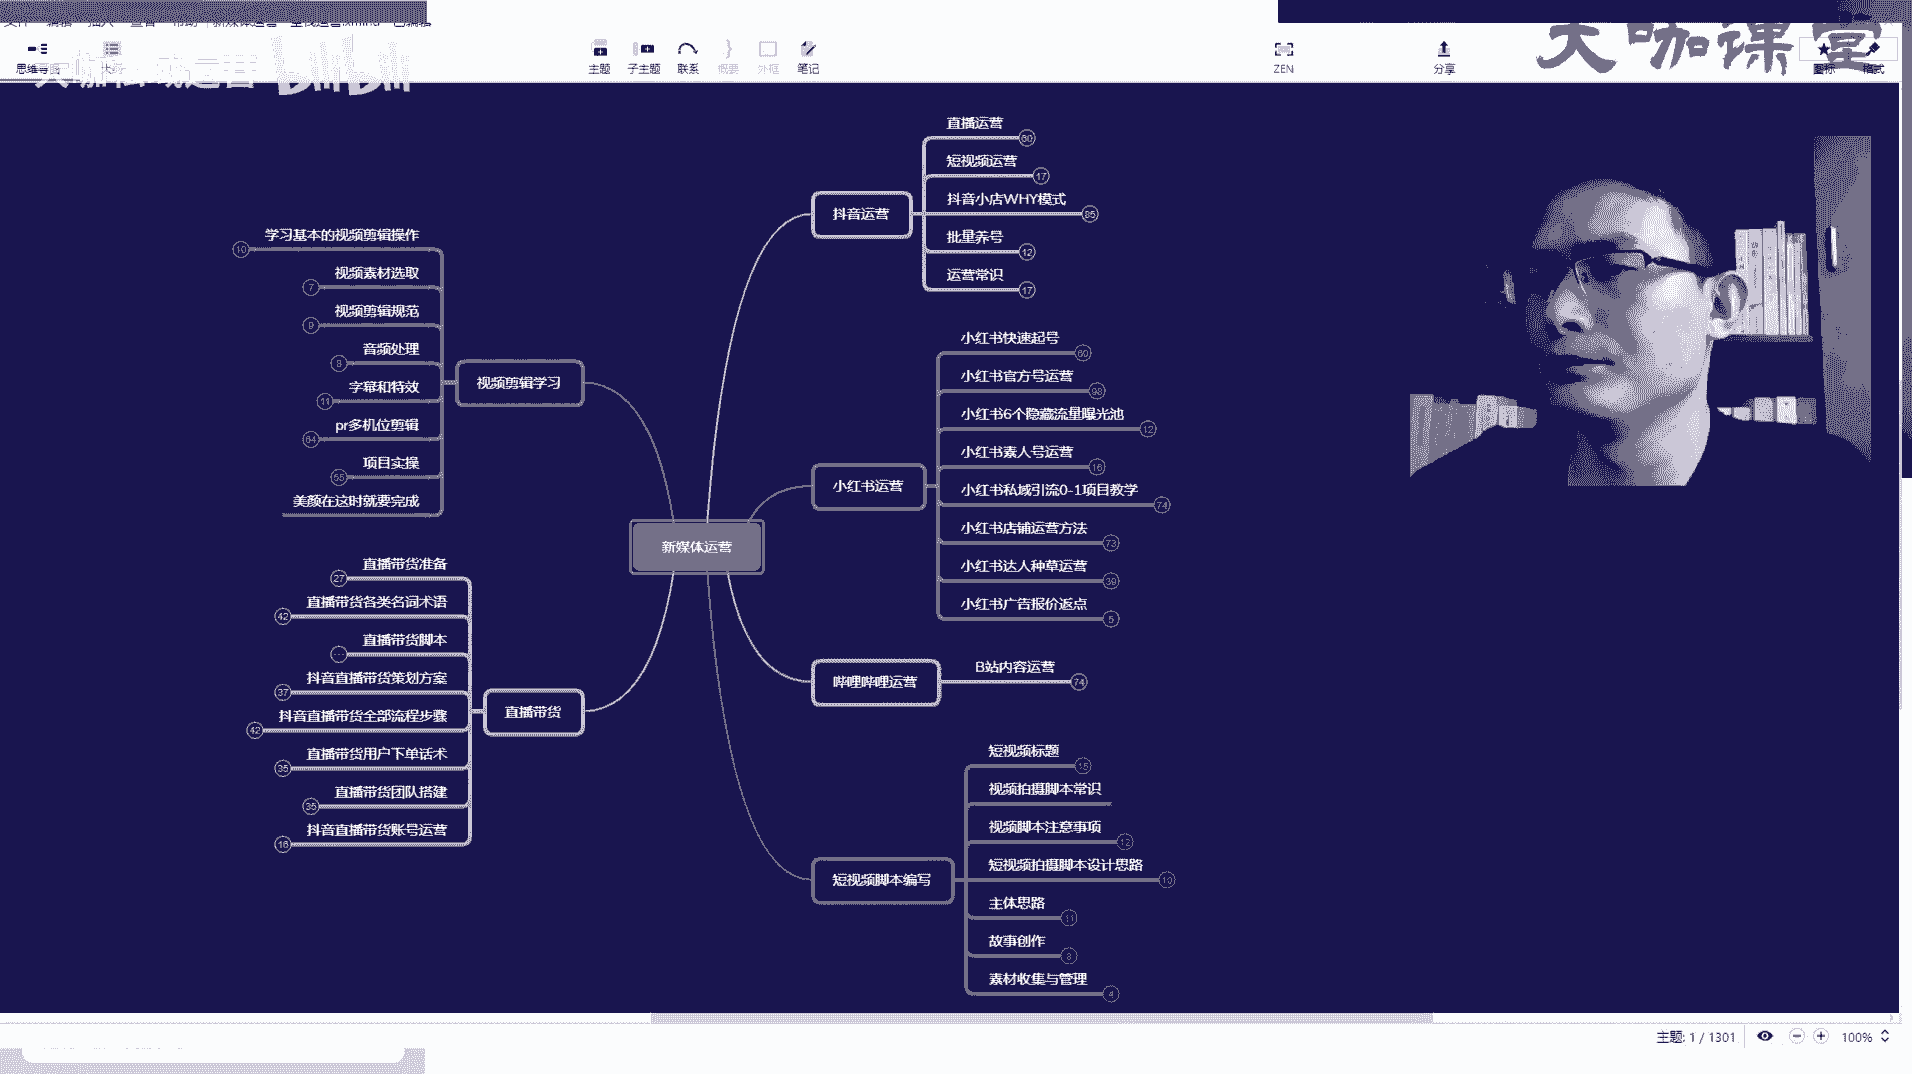 大咖课堂
bilibili
思维导图
主题
子主题
联系
概要
外框
笔记
ZEN
分享
图标
格式
新媒体运营
抖音运营
直播运营
60
短视频运营
17
抖音小店WHY模式
95
批量养号
12
运营常识
17
小红书运营
小红书快速起号
60
小红书官方号运营
98
小红书6个隐藏流量曝光池
12
小红书素人号运营
16
小红书私域引流0-1项目教学
74
小红书店铺运营方法
73
小红书达人种草运营
39
小红书广告报价返点
5
哔哩哔哩运营
B站内容运营
74
短视频脚本编写
短视频标题
15
视频拍摄脚本常识
视频脚本注意事项
12
短视频拍摄脚本设计思路
10
主体思路
11
故事创作
3
素材收集与管理
4
视频剪辑学习
学习基本的视频剪辑操作
10
视频素材选取
7
视频剪辑规范
9
音频处理
8
字幕和特效
11
pr多机位剪辑
64
项目实操
55
美颜在这时就要完成
直播带货
直播带货准备
27
直播带货各类名词术语
42
直播带货脚本
...
抖音直播带货策划方案
37
抖音直播带货全部流程步骤
42
直播带货用户下单话术
35
直播带货团队搭建
35
抖音直播带货账号运营
16
主题: 1 / 1301
100%